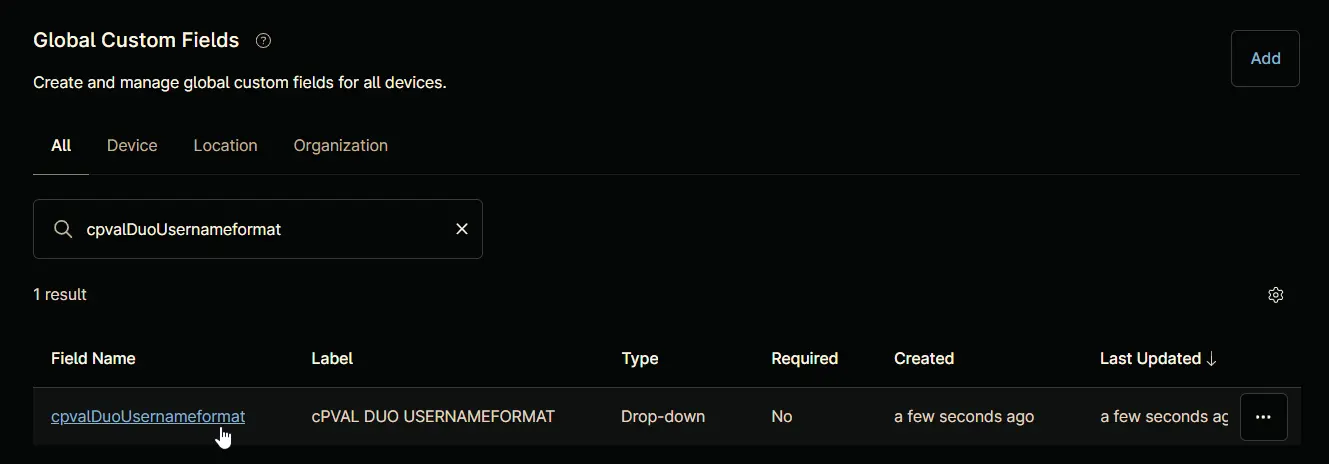 Global Custom Fields ?
Add
Create and manage global custom fields for all devices.
All Device Location Organization
cpvalDuoUsernameformat
1 result
Field Name Label Type Required Created Last Updated ↓
cpvalDuoUsernameformat cPVAL DUO USERNAMEFORMAT Drop-down No a few seconds ago a few seconds ag